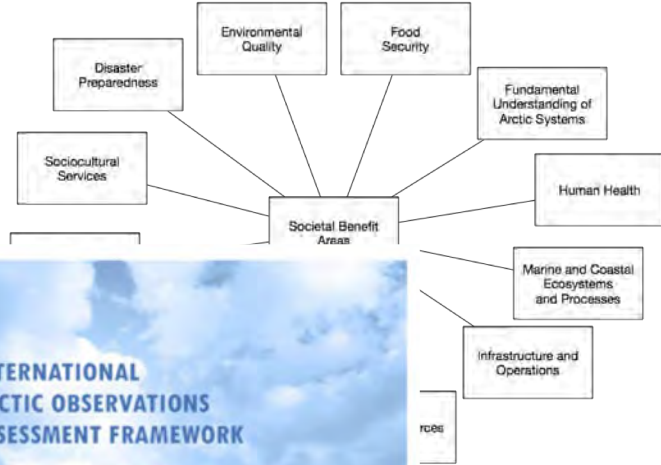 Environmental
Quality
Food
Security
Disaster
Preparedness
Fundamental
Understanding of
Arctic Systems
Sociocultural
Services
Human Health
Societal Benefit
Areas
Marine and Coastal
Ecosystems
and Processes
Infrastructure and
Operations
TERNATIONAL
CTIC OBSERVATIONS
SESSMENT FRAMEWORK
rces